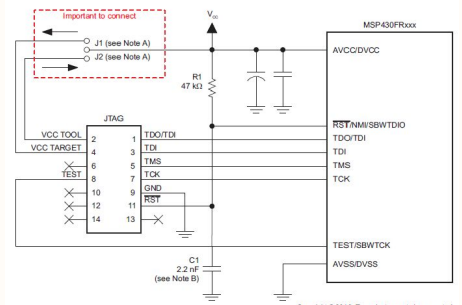 Important to connect
VCC
MSP430FRxxx
J1 (see Note A)
J2 (see Note A)
AVCC/DVCC
R1
47 kΩ
RST/NMI/SBWTDIO
JTAG
VCC TOOL
2
1
TDO/TDI
TDO/TDI
VCC TARGET
4
3
TDI
TDI
6
5
TMS
TMS
TEST
8
7
TCK
TCK
10
9
GND
12
11
RST
14
13
TEST/SBWTCK
C1
2.2 nF
(see Note B)
AVSS/DVSS